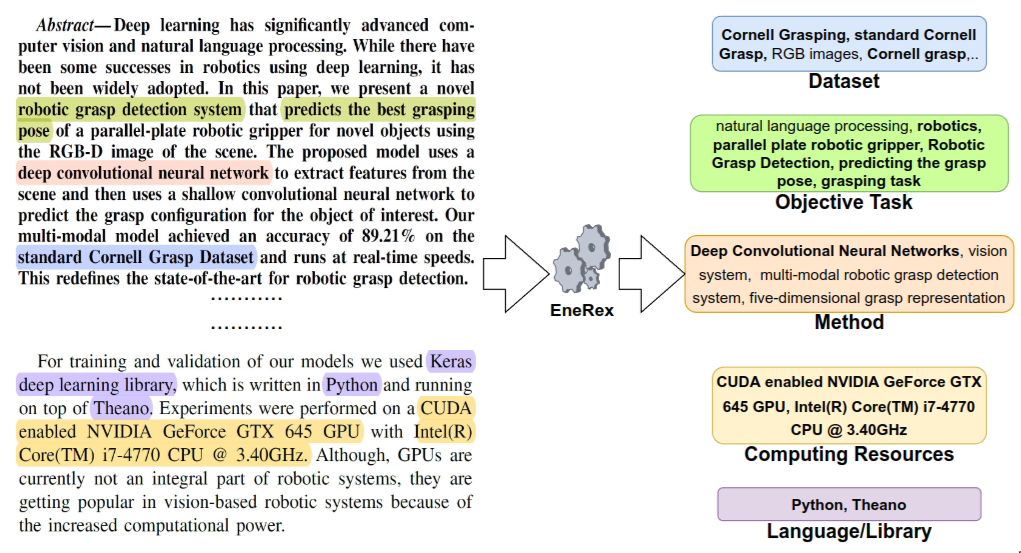 Abstract—Deep learning has significantly advanced com-
puter vision and natural language processing. While there have
been some successes in robotics using deep learning, it has
not been widely adopted. In this paper, we present a novel
robotic grasp detection system that predicts the best grasping
pose of a parallel-plate robotic gripper for novel objects using
the RGB-D image of the scene. The proposed model uses a
deep convolutional neural network to extract features from the
scene and then uses a shallow convolutional neural network to
predict the grasp configuration for the object of interest. Our
multi-modal model achieved an accuracy of 89.21% on the
standard Cornell Grasp Dataset and runs at real-time speeds.
This redefines the state-of-the-art for robotic grasp detection.
...........
...........
For training and validation of our models we used Keras
deep learning library, which is written in Python and running
on top of Theano. Experiments were performed on a CUDA
enabled NVIDIA GeForce GTX 645 GPU with Intel(R)
Core(TM) i7-4770 CPU @ 3.40GHz. Although, GPUs are
currently not an integral part of robotic systems, they are
getting popular in vision-based robotic systems because of
the increased computational power.
EneRex
Cornell Grasping, standard Cornell
Grasp, RGB images, Cornell grasp,..
Dataset
natural language processing, robotics,
parallel plate robotic gripper, Robotic
Grasp Detection, predicting the grasp
pose, grasping task
Objective Task
Deep Convolutional Neural Networks, vision
system, multi-modal robotic grasp detection
system, five-dimensional grasp representation
Method
CUDA enabled NVIDIA GeForce GTX
645 GPU, Intel(R) Core(TM) i7-4770
CPU @ 3.40GHz
Computing Resources
Python, Theano
Language/Library